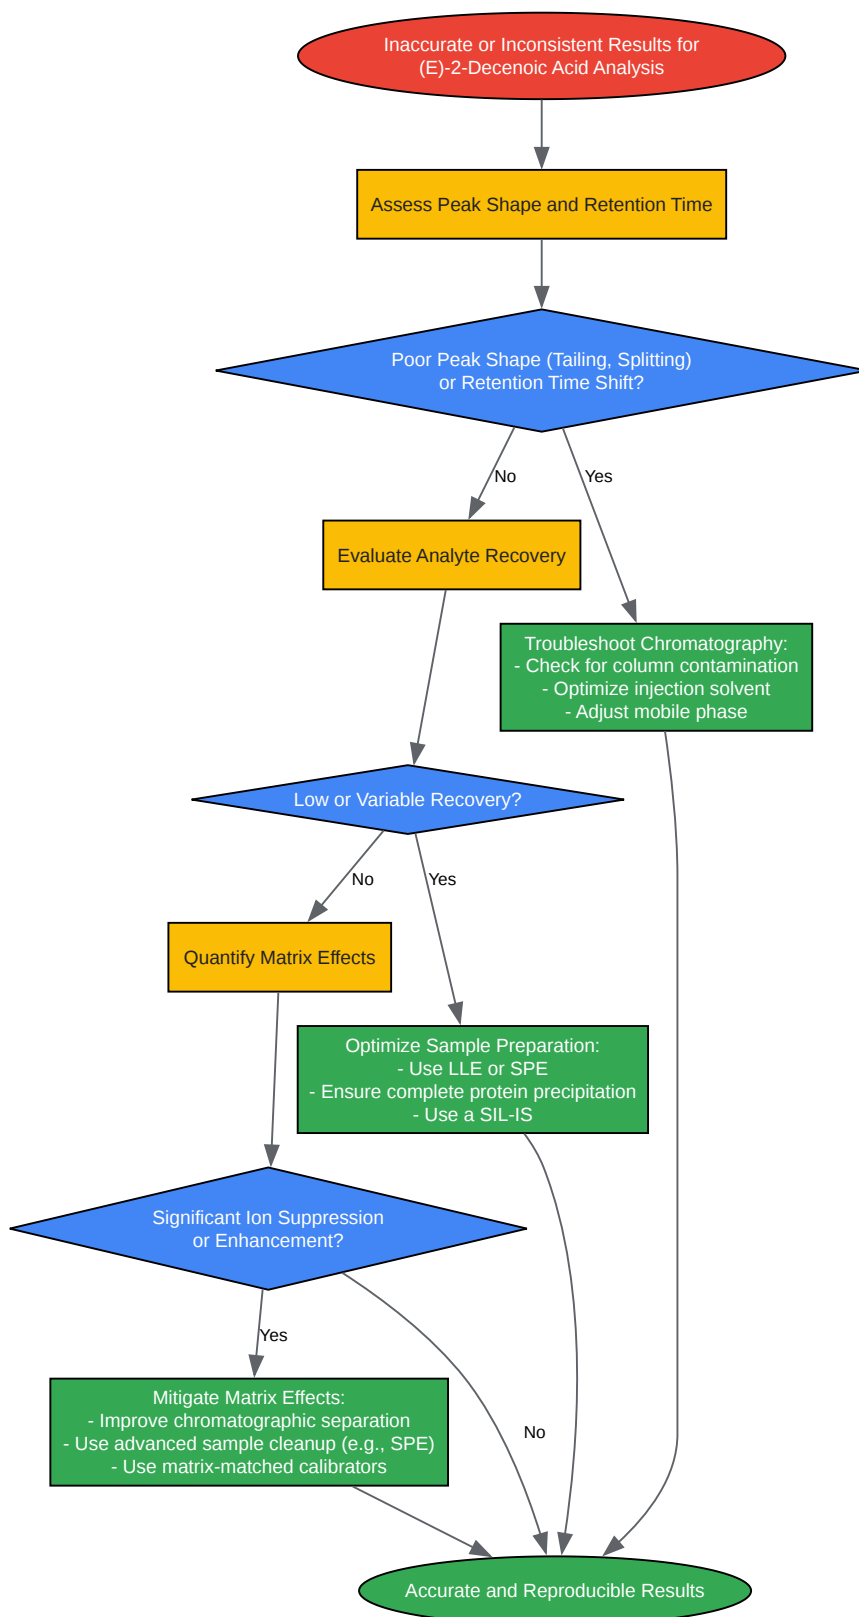 Inaccurate or Inconsistent Results for
(E)-2-Decenoic Acid Analysis
Assess Peak Shape and Retention Time
Poor Peak Shape (Tailing, Splitting)
or Retention Time Shift?
No
Yes
Evaluate Analyte Recovery
Troubleshoot Chromatography:
- Check for column contamination
- Optimize injection solvent
- Adjust mobile phase
Low or Variable Recovery?
No
Yes
Quantify Matrix Effects
Optimize Sample Preparation:
- Use LLE or SPE
- Ensure complete protein precipitation
- Use a SIL-IS
Significant Ion Suppression
or Enhancement?
Yes
No
Mitigate Matrix Effects:
- Improve chromatographic separation
- Use advanced sample cleanup (e.g., SPE)
- Use matrix-matched calibrators
Accurate and Reproducible Results